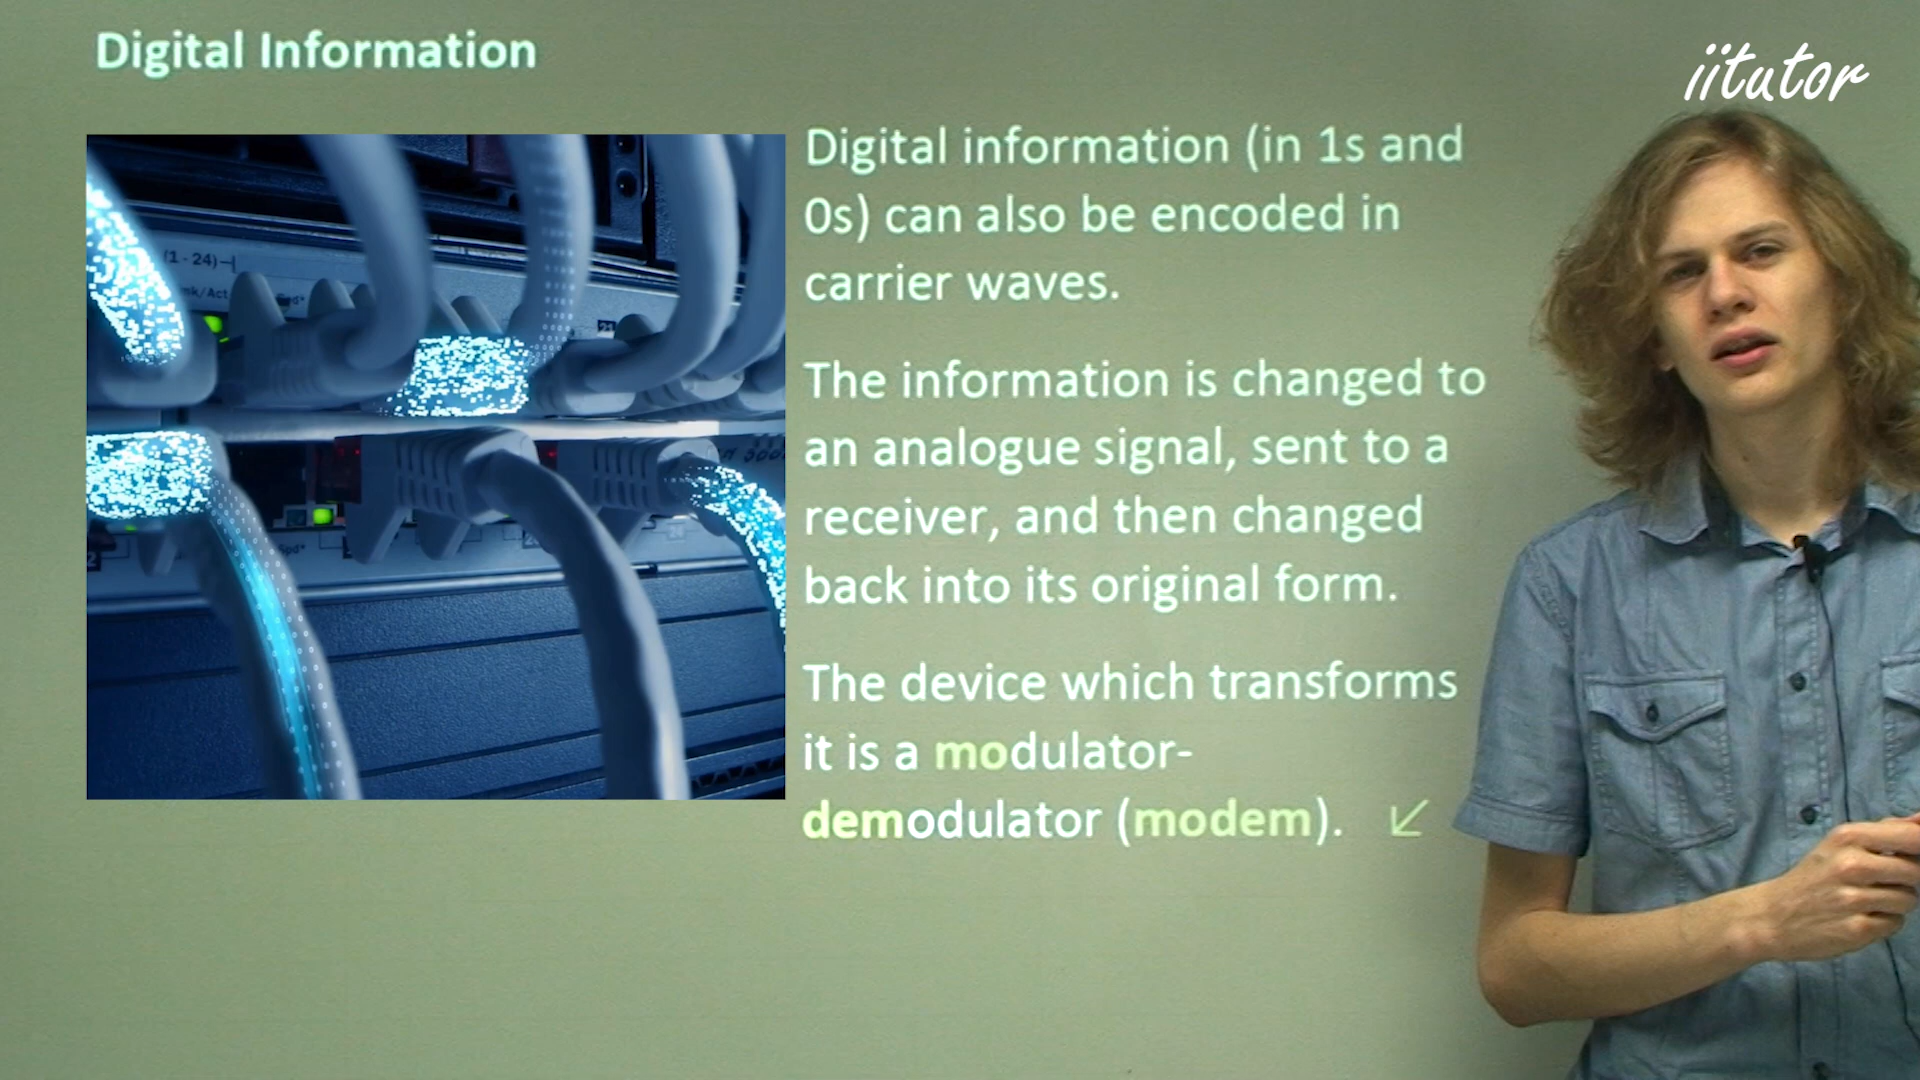 Digital Information
iitutor
Digital information (in 1s and
0s) can also be encoded in
carrier waves.
The information is changed to
an analogue signal, sent to a
receiver, and then changed
back into its original form.
The device which transforms
it is a modulator-
demodulator (modem).
(1 - 24)